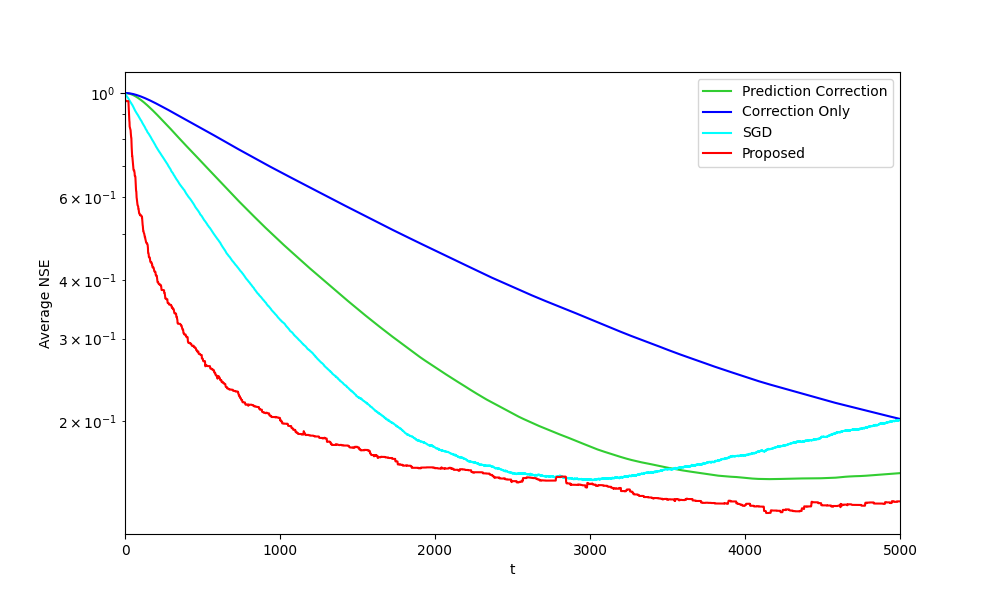 Prediction Correction
Correction Only
SGD
Proposed
10⁰
6 × 10⁻¹
4 × 10⁻¹
3 × 10⁻¹
2 × 10⁻¹
Average NSE
0 1000 2000 3000 4000 5000
t